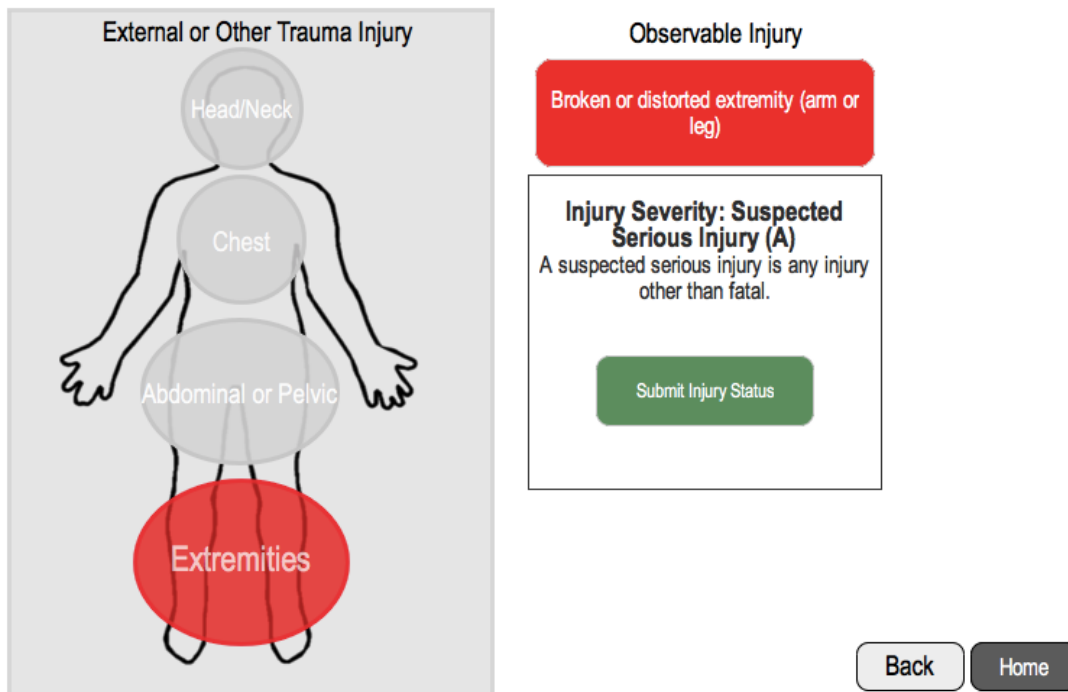 External or Other Trauma Injury
Head/Neck
Chest
Abdominal or Pelvic
Extremities
Observable Injury
Broken or distorted extremity (arm or
leg)
Injury Severity: Suspected
Serious Injury (A)
A suspected serious injury is any injury
other than fatal.
Submit Injury Status
Back
Home